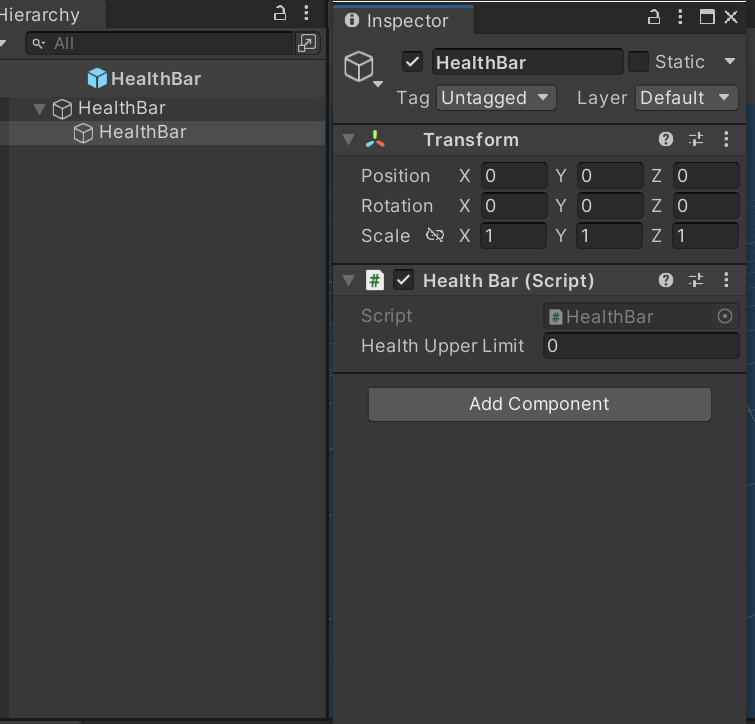 Hierarchy
All
HealthBar
HealthBar
HealthBar
Inspector
HealthBar Static
Tag Untagged Layer Default
Transform
Position X 0 Y 0 Z 0
Rotation X 0 Y 0 Z 0
Scale X 1 Y 1 Z 1
# Health Bar (Script)
Script # HealthBar
Health Upper Limit 0
Add Component